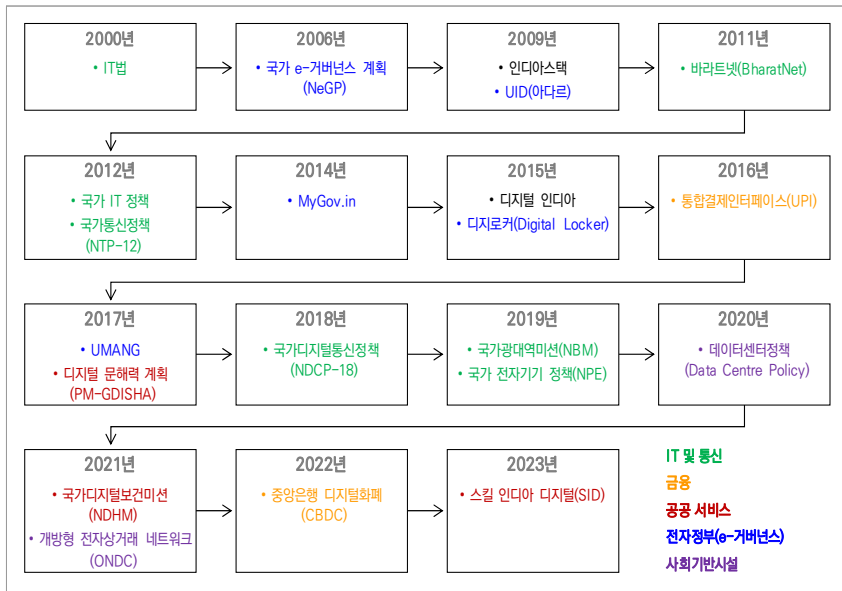 2000년
• IT법
2006년
• 국가 e-거버넌스 계획
(NeGP)
2009년
• 인디아스택
• UID(아다르)
2011년
• 바라트넷(BharatNet)
2012년
• 국가 IT 정책
• 국가통신정책
(NTP-12)
2014년
• MyGov.in
2015년
• 디지털 인디아
• 디지로커(Digital Locker)
2016년
• 통합결제인터페이스(UPI)
2017년
• UMANG
• 디지털 문해력 계획
(PM-GDISHA)
2018년
• 국가디지털통신정책
(NDCP-18)
2019년
• 국가광대역미션(NBM)
• 국가 전자기기 정책(NPE)
2020년
• 데이터센터정책
(Data Centre Policy)
2021년
• 국가디지털보건미션
(NDHM)
• 개방형 전자상거래 네트워크
(ONDC)
2022년
• 중앙은행 디지털화폐
(CBDC)
2023년
• 스킬 인디아 디지털(SID)
IT 및 통신
금융
공공 서비스
전자정부(e-거버넌스)
사회기반시설